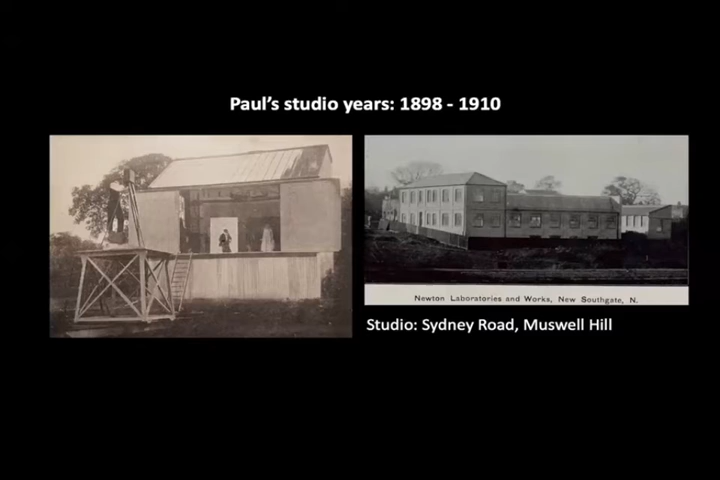 Paul’s studio years: 1898 - 1910
Newton Laboratories and Works, New Southgate, N.
Studio: Sydney Road, Muswell Hill